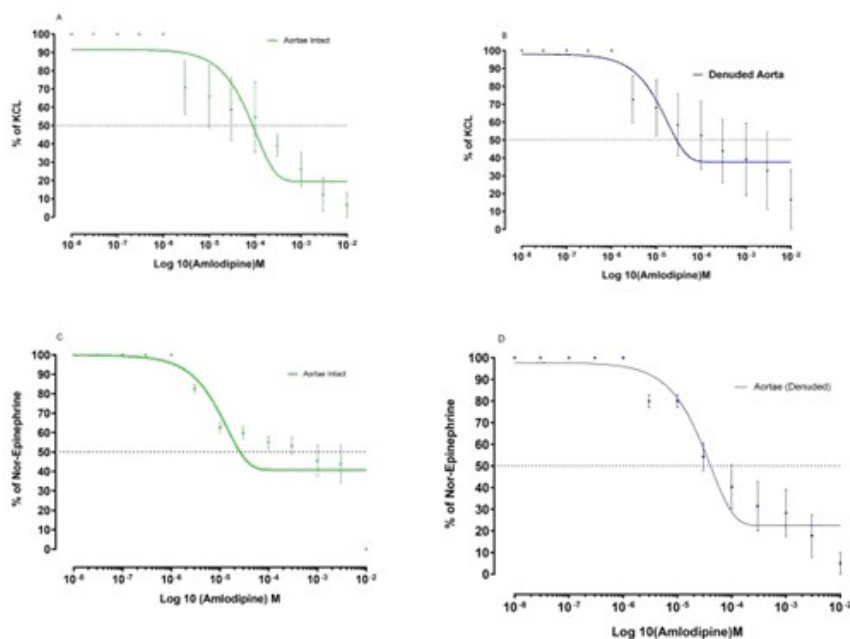 A
Aortae Intact
% of KCL
100
90
80
70
60
50
40
30
20
10
0
10⁻⁸ 10⁻⁷ 10⁻⁶ 10⁻⁵ 10⁻⁴ 10⁻³ 10⁻²
Log 10(Amlodipine)M
B
Denuded Aorta
% of KCL
100
90
80
70
60
50
40
30
20
10
0
10⁻⁸ 10⁻⁷ 10⁻⁶ 10⁻⁵ 10⁻⁴ 10⁻³ 10⁻²
Log 10(Amlodipine)M
C
Aortae Intact
% of Nor-Epinephrine
100
90
80
70
60
50
40
30
20
10
0
10⁻⁸ 10⁻⁷ 10⁻⁶ 10⁻⁵ 10⁻⁴ 10⁻³ 10⁻²
Log 10 (Amlodipine) M
D
Aortae (Denuded)
% of Nor-Epinephrine
100
90
80
70
60
50
40
30
20
10
0
10⁻⁸ 10⁻⁷ 10⁻⁶ 10⁻⁵ 10⁻⁴ 10⁻³ 10⁻²
Log 10(Amlodipine)M